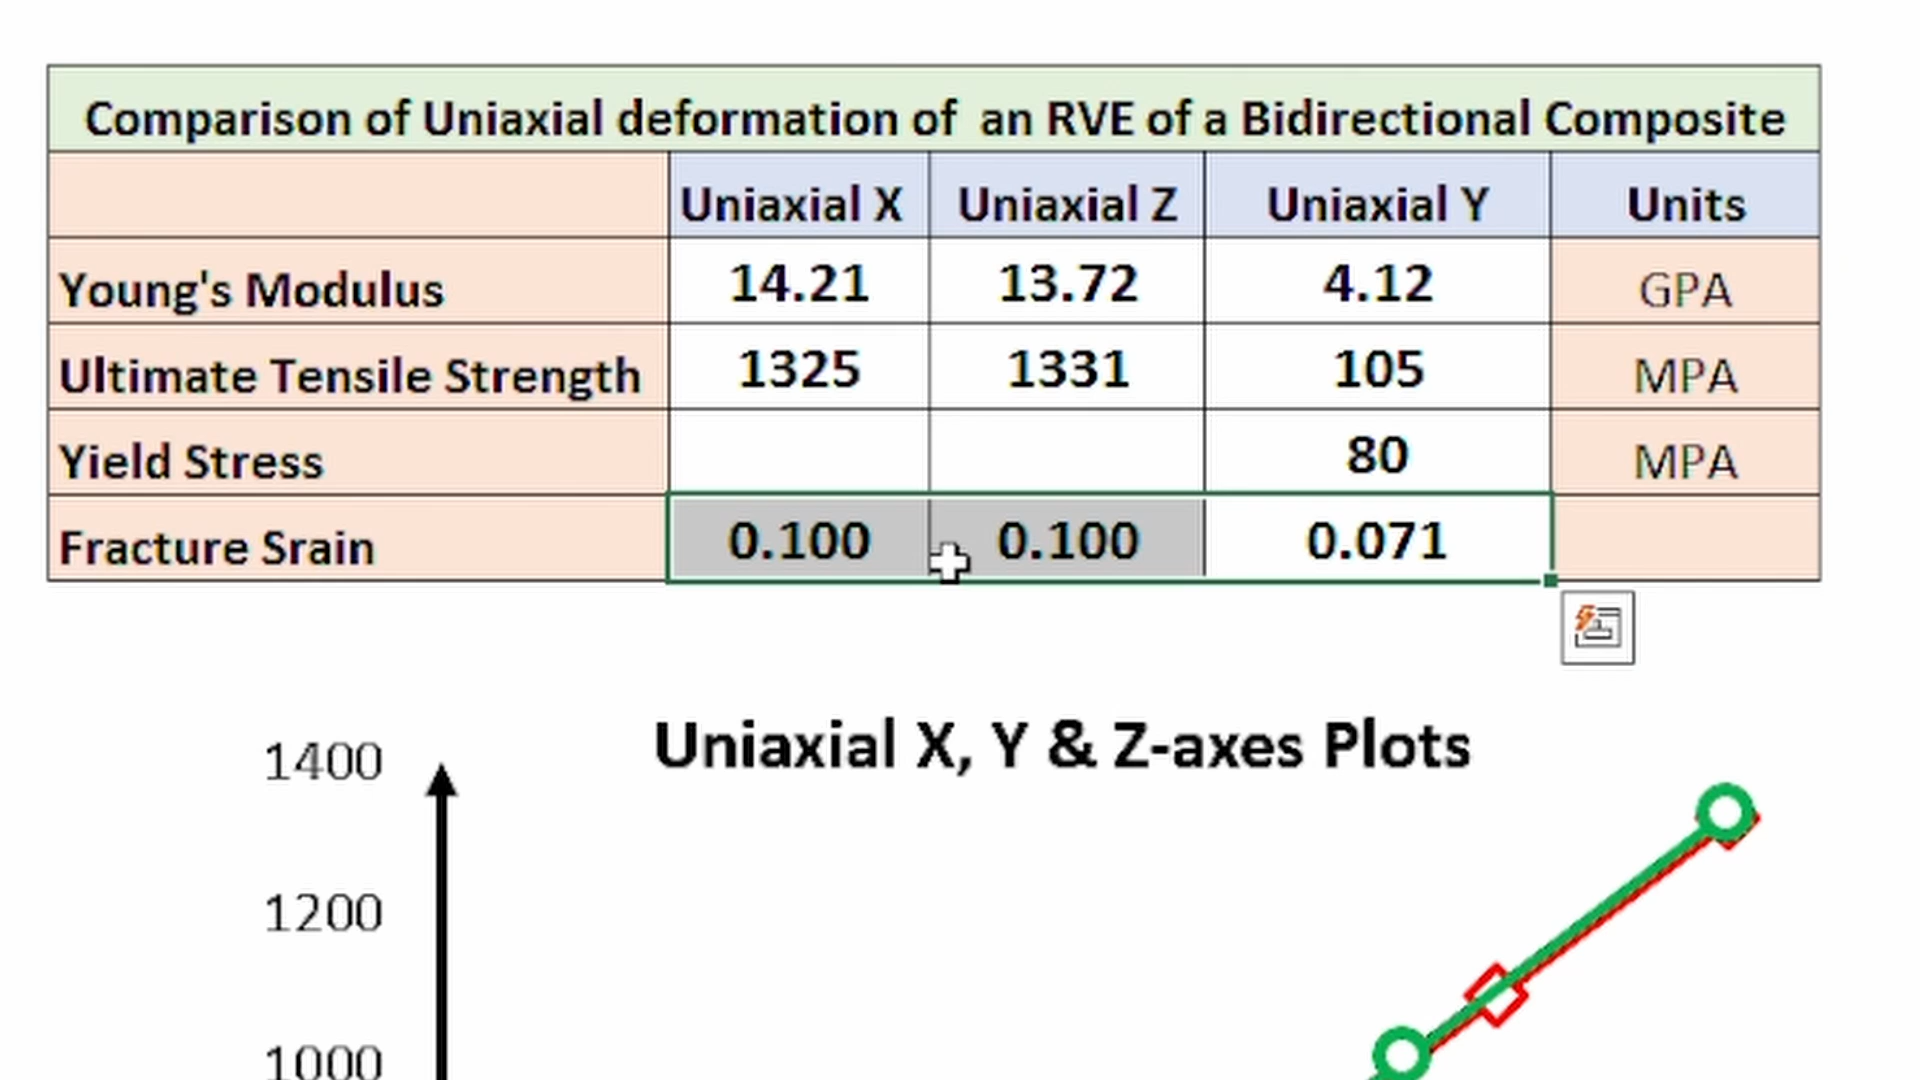 Comparison of Uniaxial deformation of an RVE of a Bidirectional Composite
Uniaxial X Uniaxial Z Uniaxial Y Units
Young's Modulus 14.21 13.72 4.12 GPA
Ultimate Tensile Strength 1325 1331 105 MPA
Yield Stress 80 MPA
Fracture Srain 0.100 0.100 0.071
Uniaxial X, Y & Z-axes Plots
1400
1200
1000